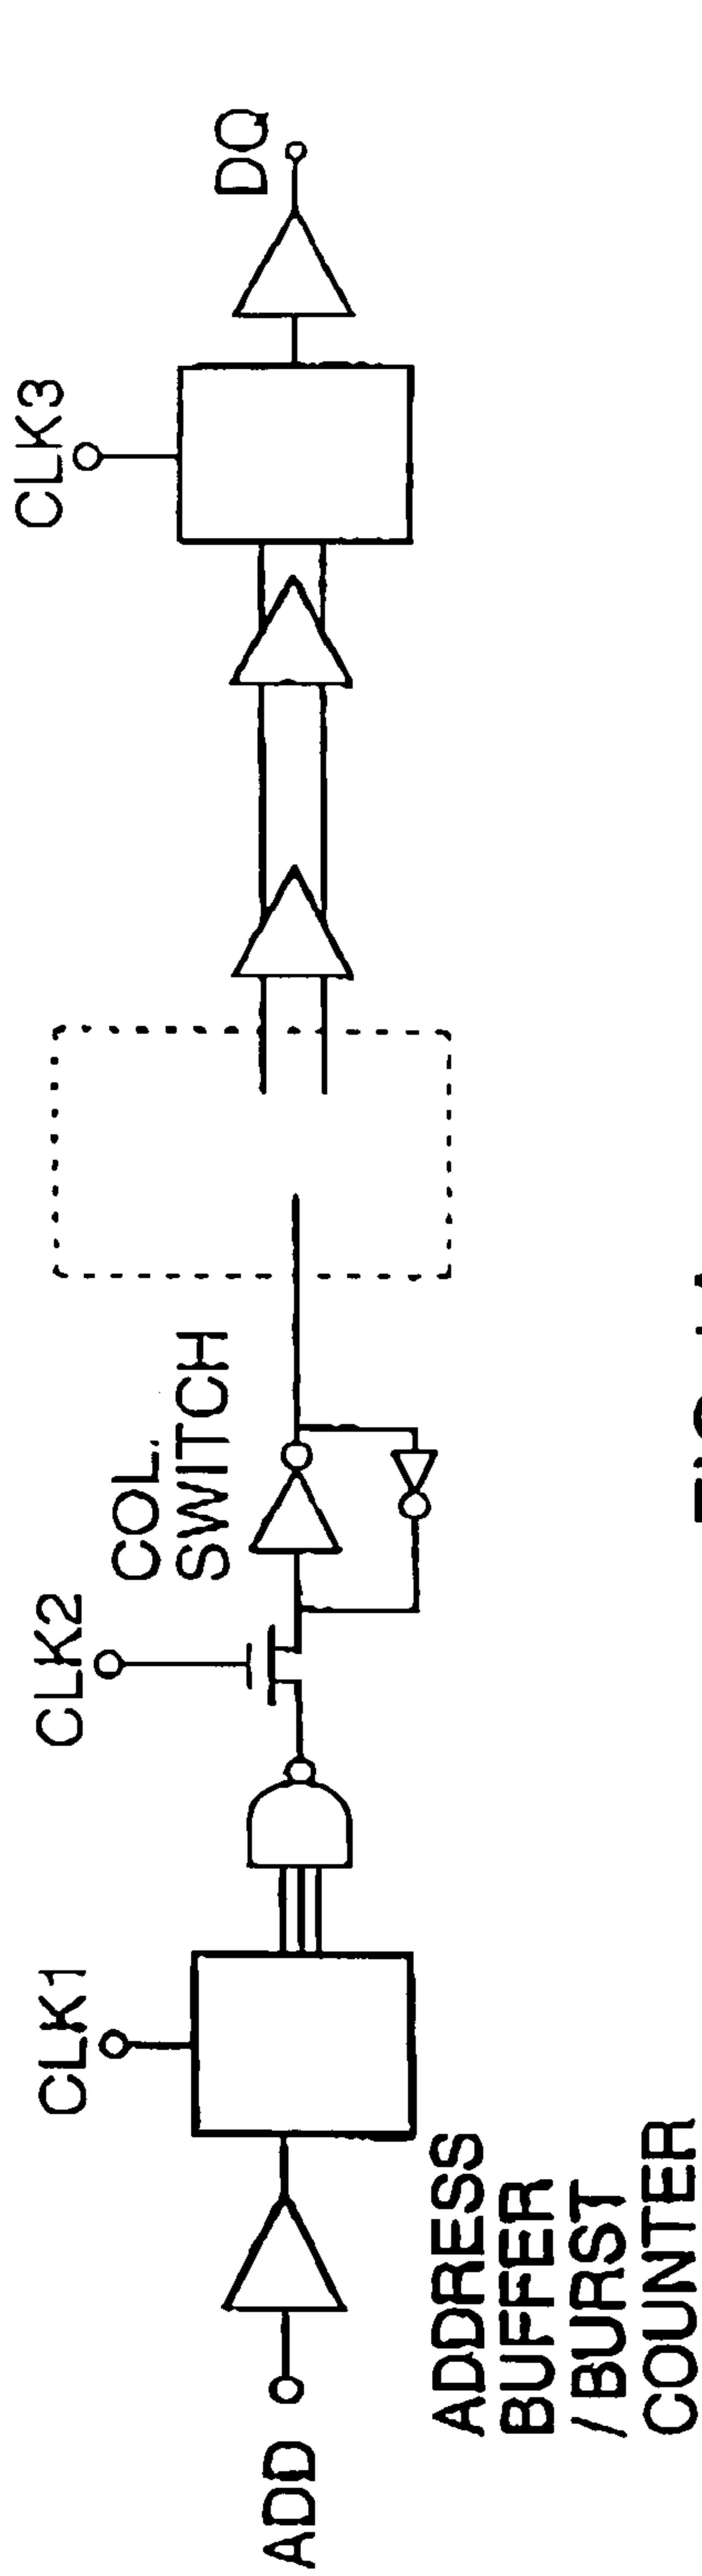 ADD
ADDRESS
BUFFER
/BURST
COUNTER
CLK1
CLK2
COL.
SWITCH
CLK3
DQ